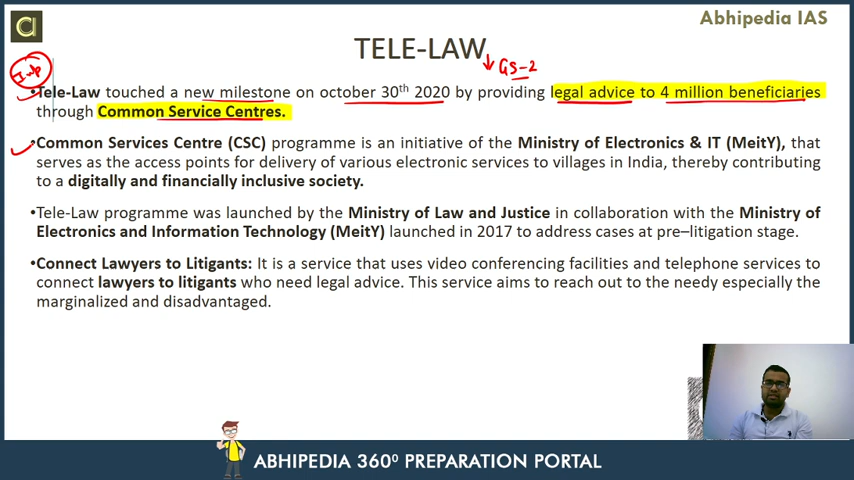 Abhipedia IAS
TELE-LAW
GS-2
Imp
•Tele-Law touched a new milestone on october 30th 2020 by providing legal advice to 4 million beneficiaries
through Common Service Centres.
•Common Services Centre (CSC) programme is an initiative of the Ministry of Electronics & IT (MeitY), that
serves as the access points for delivery of various electronic services to villages in India, thereby contributing
to a digitally and financially inclusive society.
•Tele-Law programme was launched by the Ministry of Law and Justice in collaboration with the Ministry of
Electronics and Information Technology (MeitY) launched in 2017 to address cases at pre–litigation stage.
•Connect Lawyers to Litigants: It is a service that uses video conferencing facilities and telephone services to
connect lawyers to litigants who need legal advice. This service aims to reach out to the needy especially the
marginalized and disadvantaged.
ABHIPEDIA 360⁰ PREPARATION PORTAL